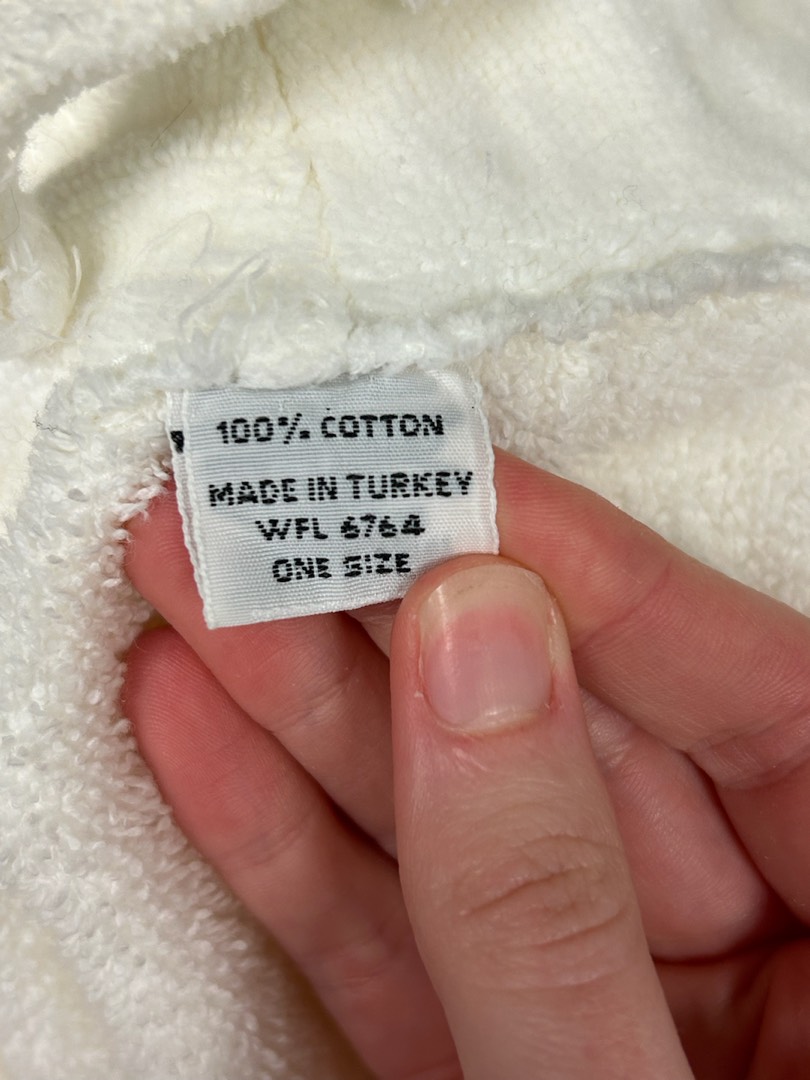 100% COTTON
MADE IN TURKEY
WFL 6764
ONE SIZE